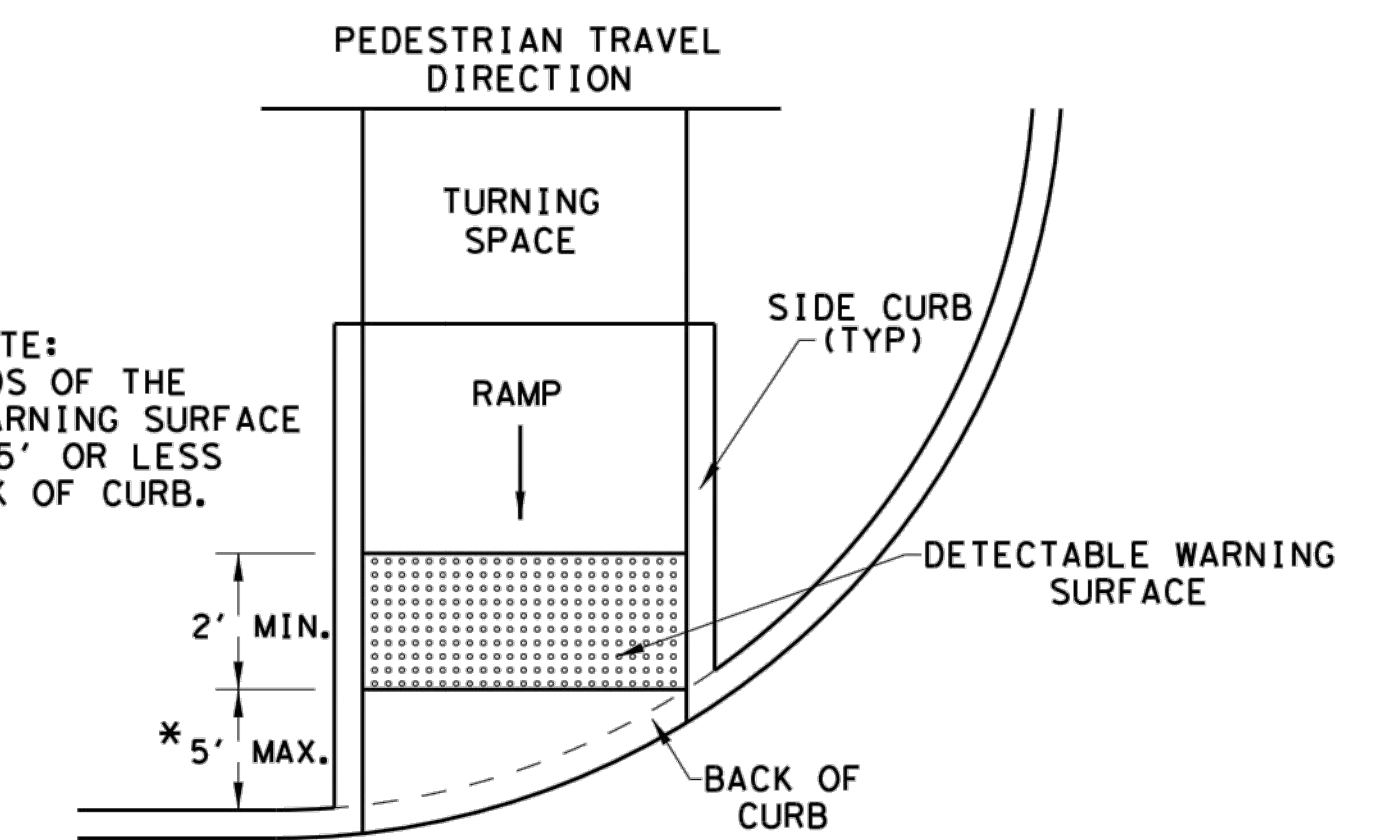 PEDESTRIAN TRAVEL
DIRECTION
TURNING
SPACE
SIDE CURB
(TYP)
TE:
OF THE
SURFACE
5' OR LESS
OF CURB.
RAMP
DETECTABLE WARNING
SURFACE
2' MIN.
*5' MAX.
BACK OF
CURB